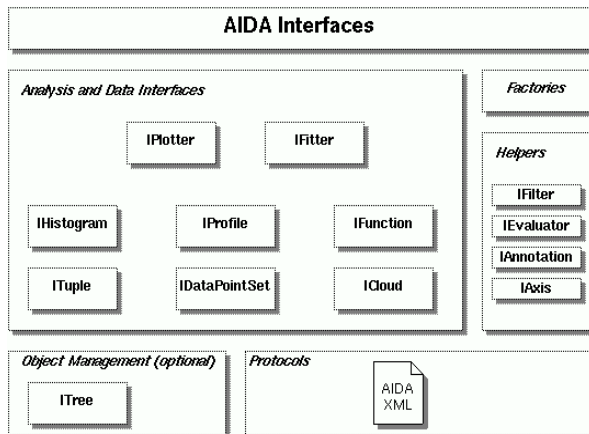 AIDA Interfaces
Analysis and Data Interfaces
IPlotter
IFitter
IHistogram
IProfile
IFunction
ITuple
IDataPointSet
ICloud
Factories
Helpers
IFilter
IEvaluator
IAnnotation
IAxis
Object Management (optional)
ITree
Protocols
AIDA
XML